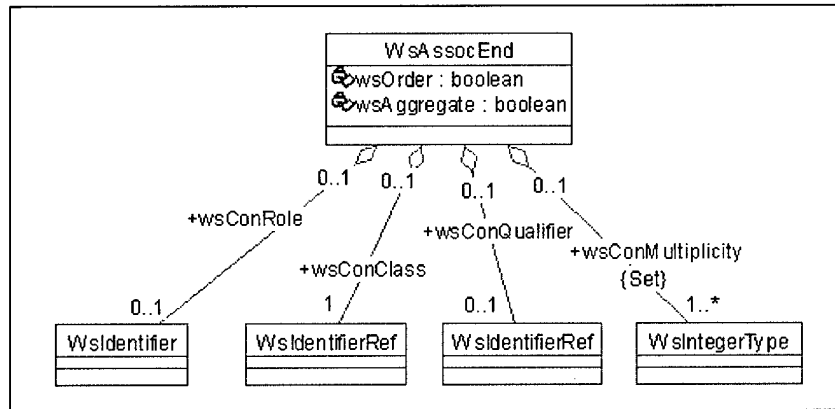 WsAssocEnd
wsOrder : boolean
wsAggregate : boolean
0..1 0..1 0..1 0..1
+wsConRole
+wsConQualifier
+wsConMultiplicity
+wsConClass
{Set}
0..1 1 0..1 1..*
WsIdentifier WsIdentifierRef WsIdentifierRef WsIntegerType